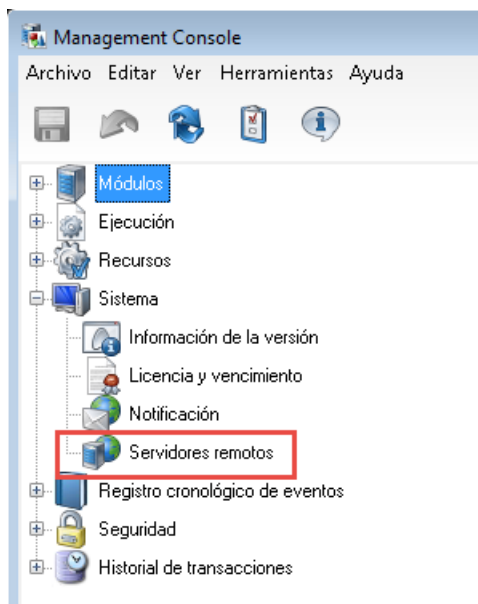 Management Console
Archivo Editar Ver Herramientas Ayuda
Módulos
Ejecución
Recursos
Sistema
Información de la versión
Licencia y vencimiento
Notificación
Servidores remotos
Registro cronológico de eventos
Seguridad
Historial de transacciones